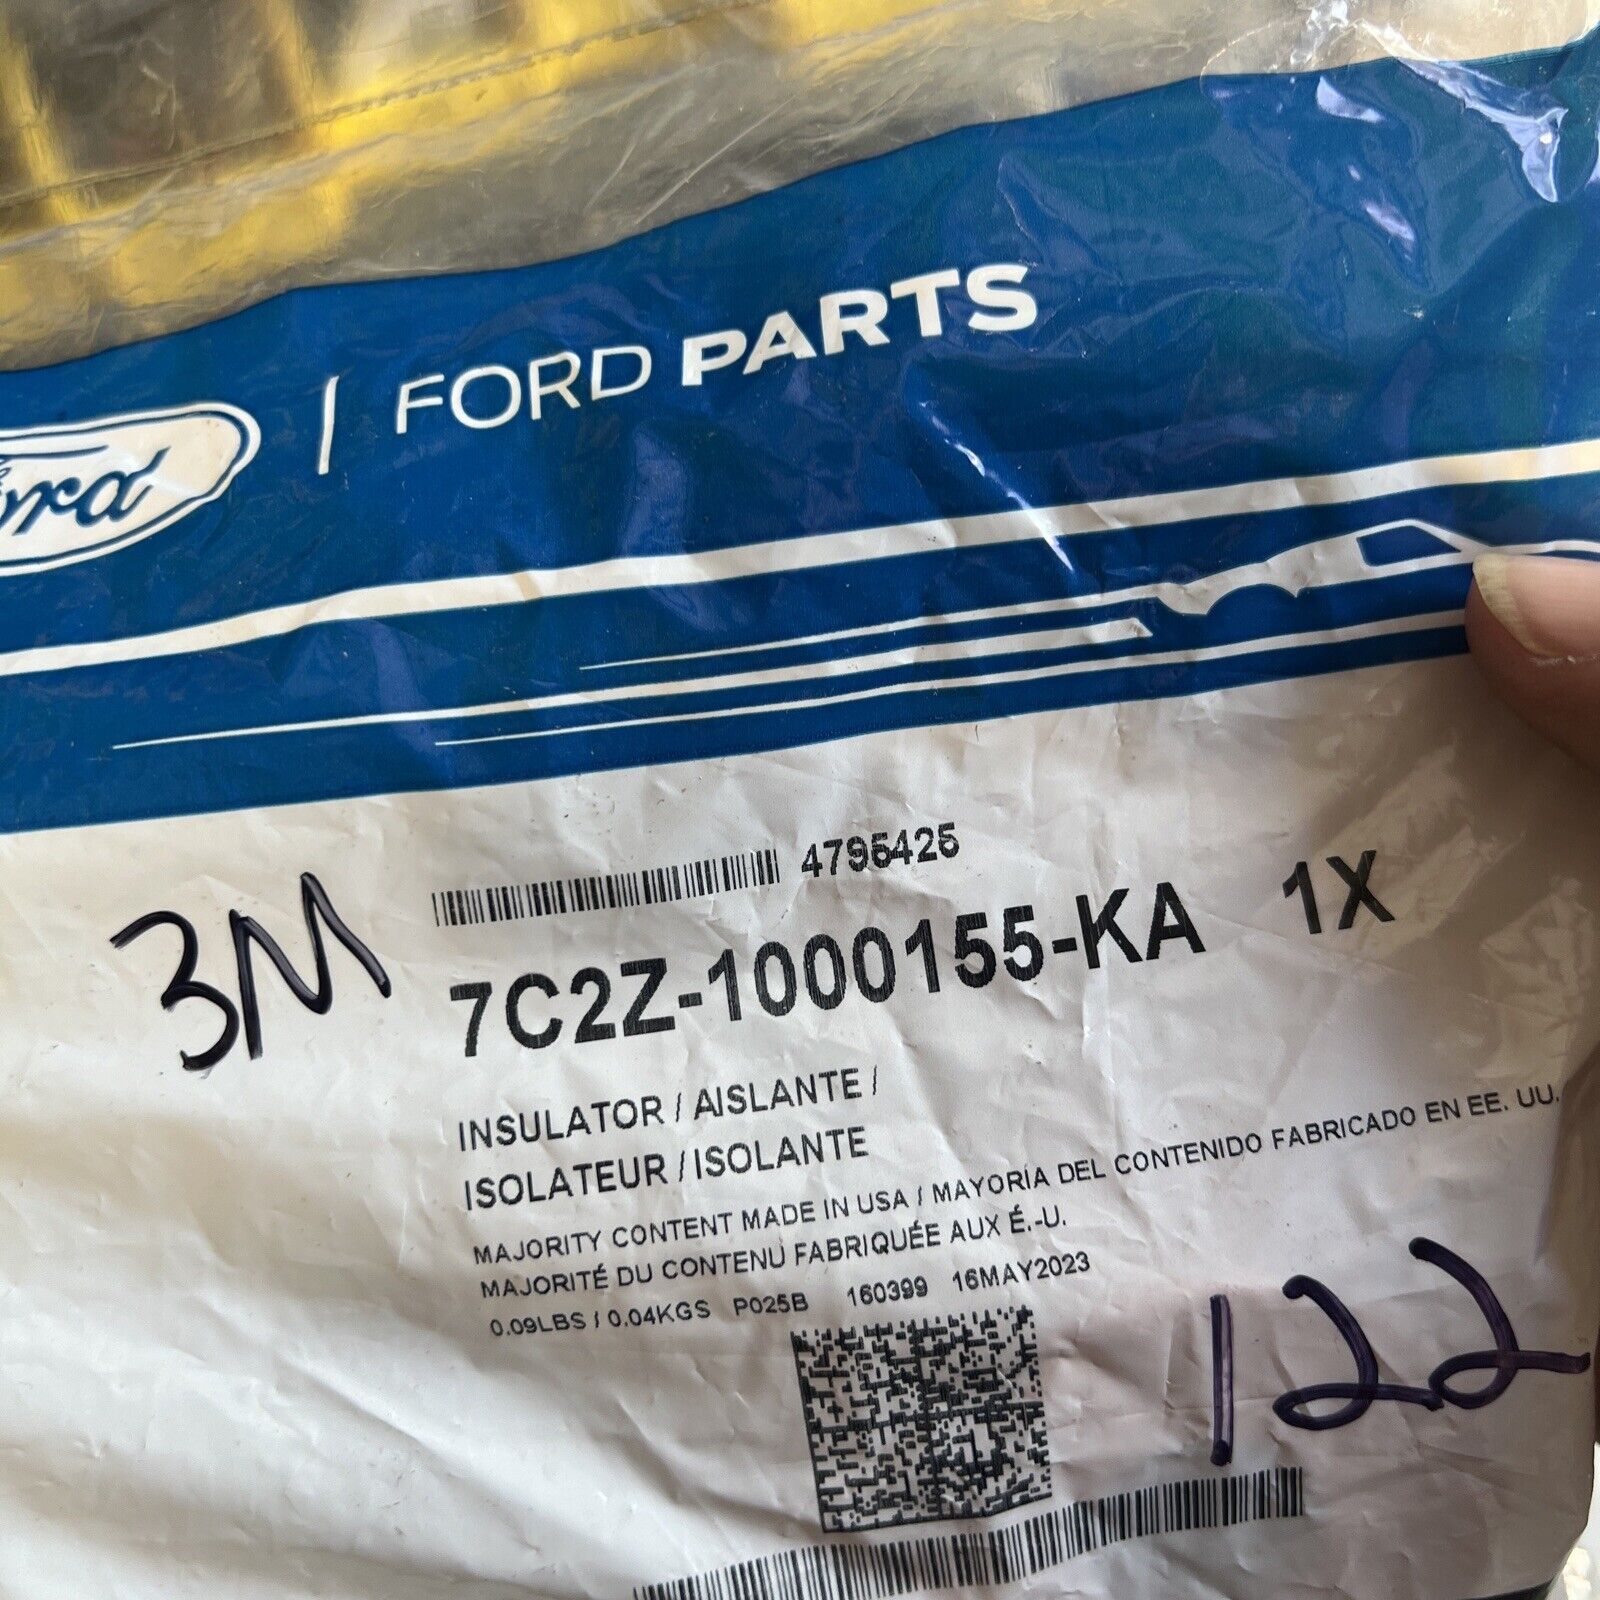 Ford | FORD PARTS
4795425
3M
7C2Z-1000155-KA 1X
INSULATOR / AISLANTE /
ISOLATEUR / ISOLANTE
MAJORITY CONTENT MADE IN USA / MAYORÍA DEL CONTENIDO FABRICADO EN EE. UU.
MAJORITÉ DU CONTENU FABRIQUÉE AUX É.-U.
0.09LBS / 0.04KGS P025B 160399 16MAY2023
122